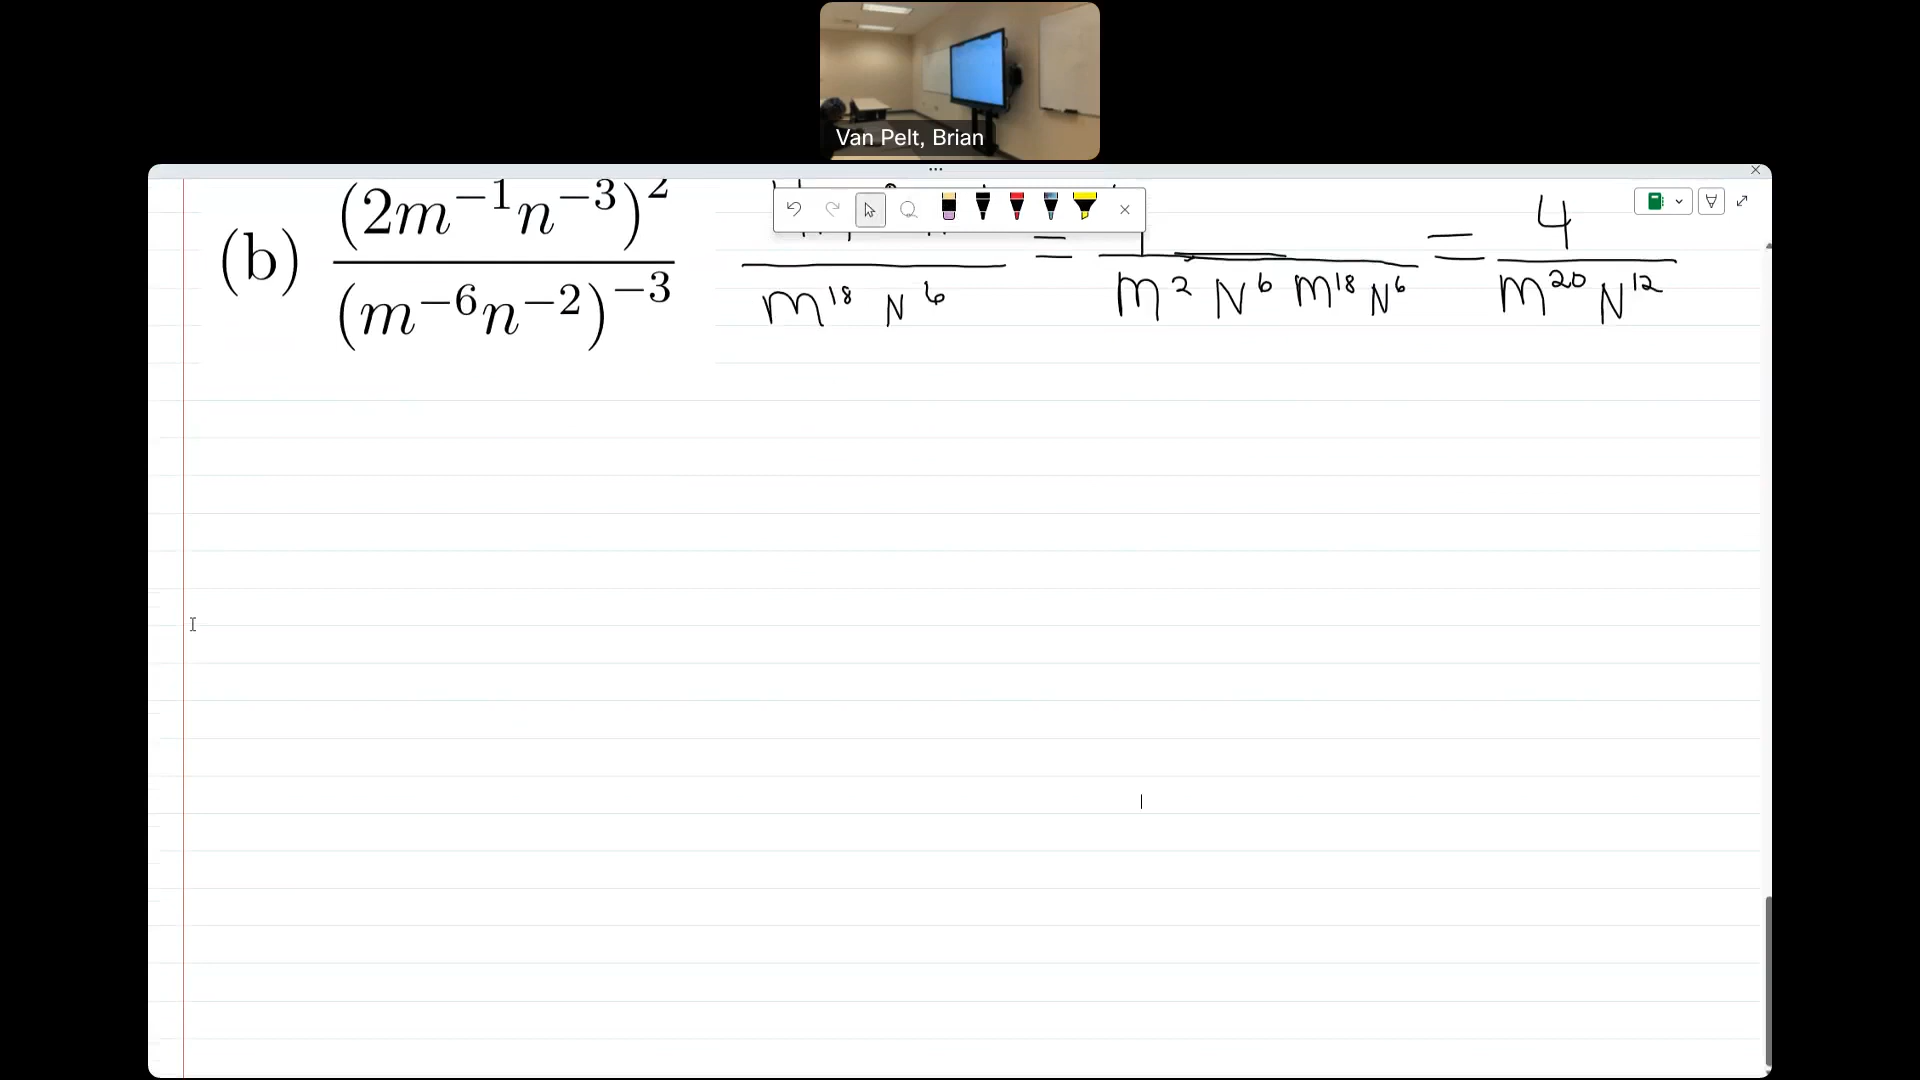 Van Pelt, Brian
(b) (2m^{-1}n^{-3})^2 / (m^{-6}n^{-2})^{-3} / M^{18} N^6 = 4 / M^2 N^6 M^{18} N^6 = 4 / M^{20} N^{12}